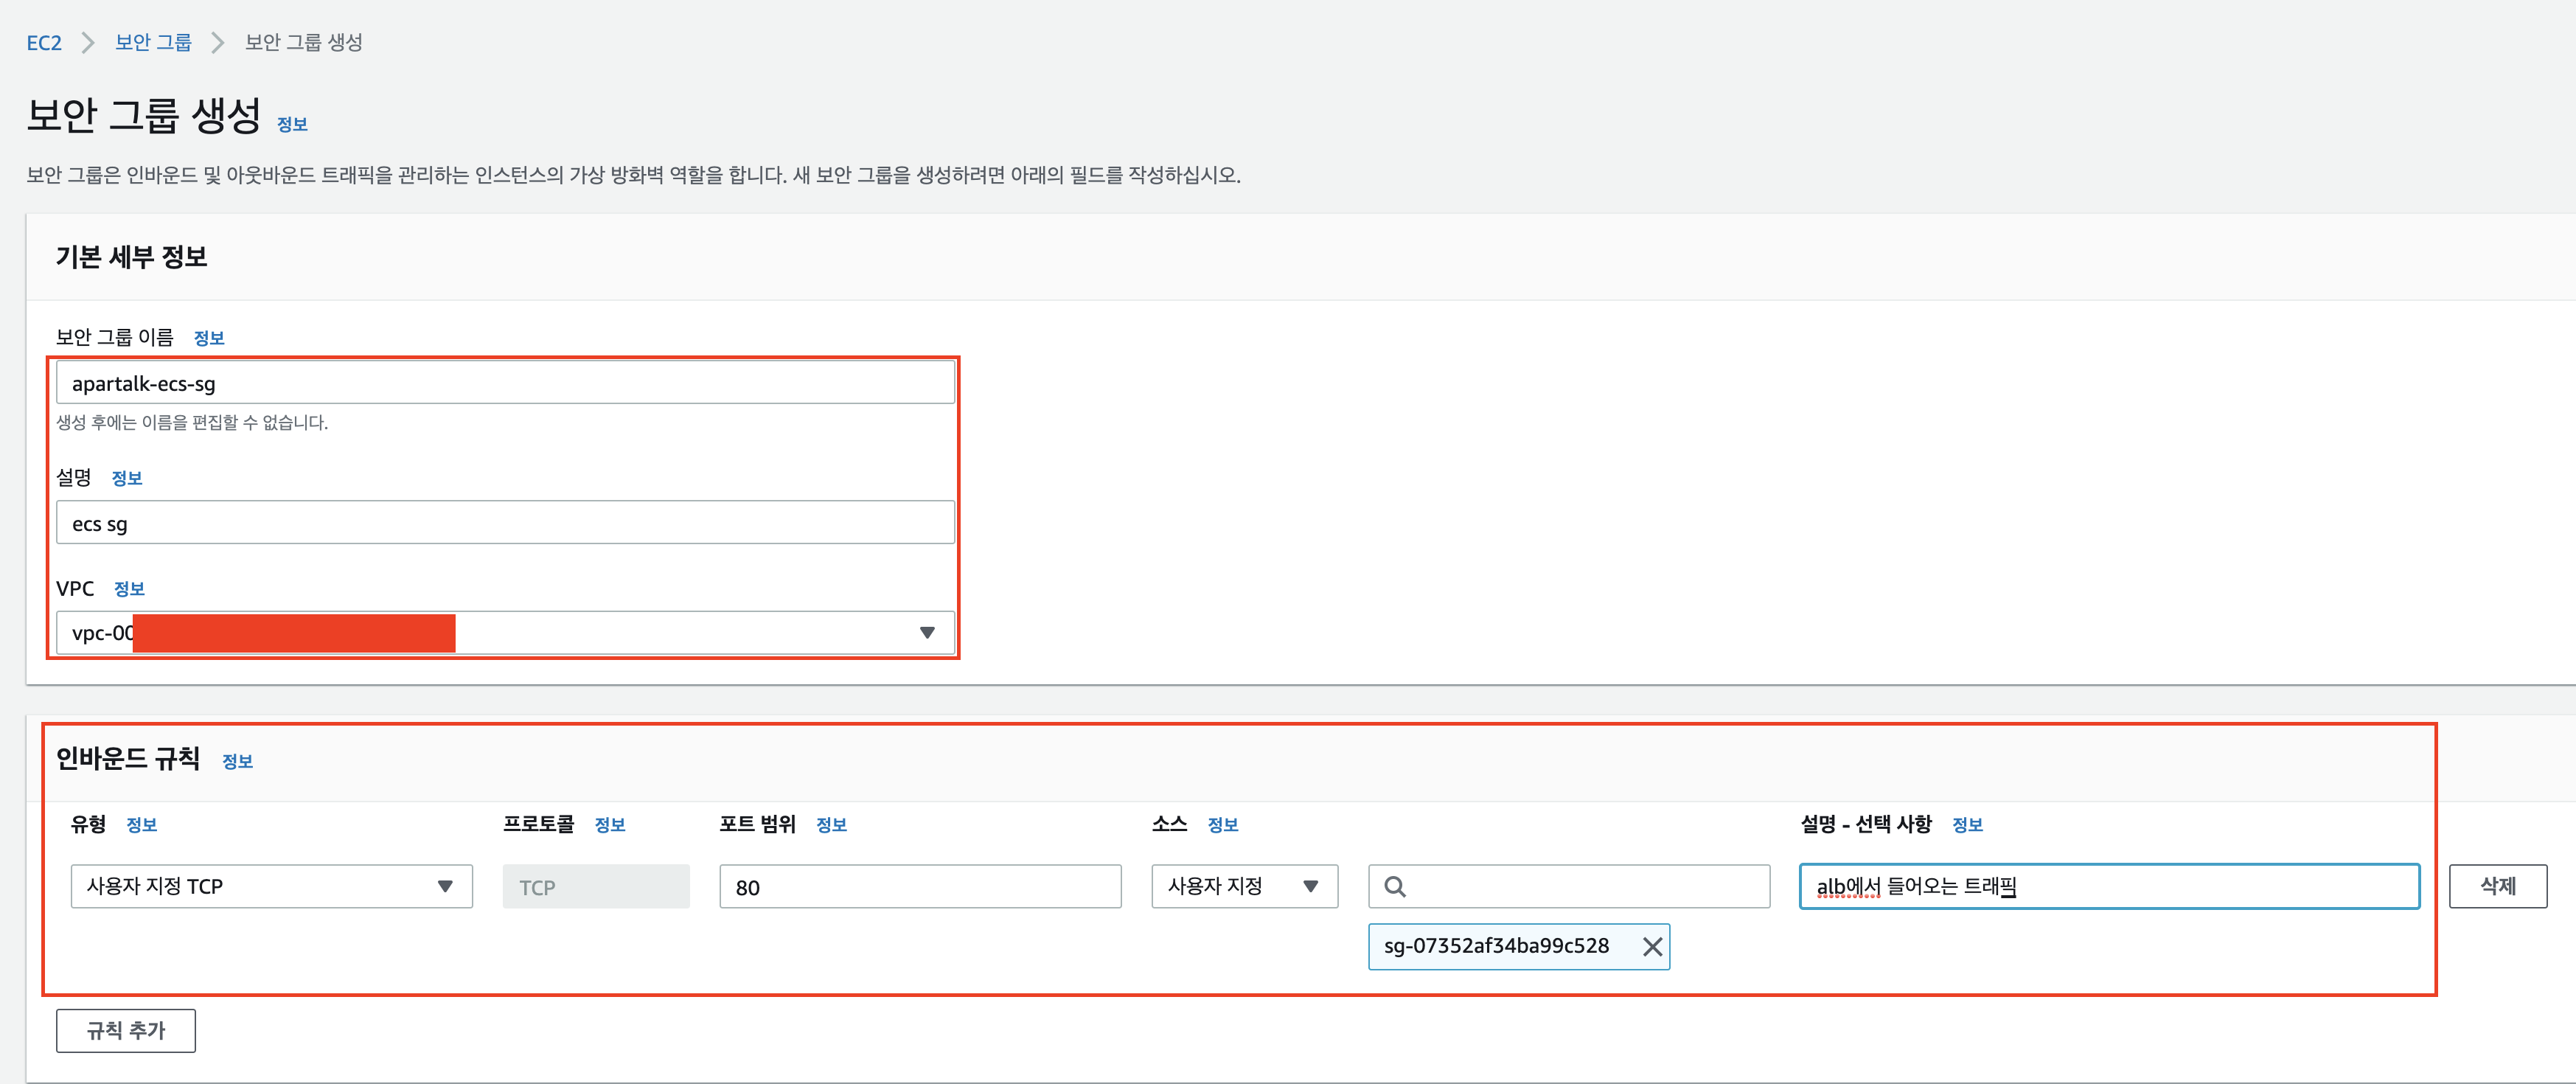 EC2 보안 그룹 보안 그룹 생성
보안 그룹 생성 정보
보안 그룹은 인바운드 및 아웃바운드 트래픽을 관리하는 인스턴스의 가상 방화벽 역할을 합니다. 새 보안 그룹을 생성하려면 아래의 필드를 작성하십시오.
기본 세부 정보
보안 그룹 이름 정보
apartalk-ecs-sg
생성 후에는 이름을 편집할 수 없습니다.
설명 정보
ecs sg
VPC 정보
vpc-00
인바운드 규칙 정보
유형 정보 프로토콜 정보 포트 범위 정보 소스 정보 설명 - 선택 사항 정보
사용자 지정 TCP TCP 80 사용자 지정 alb에서 들어오는 트래픽 삭제
sg-07352af34ba99c528
규칙 추가